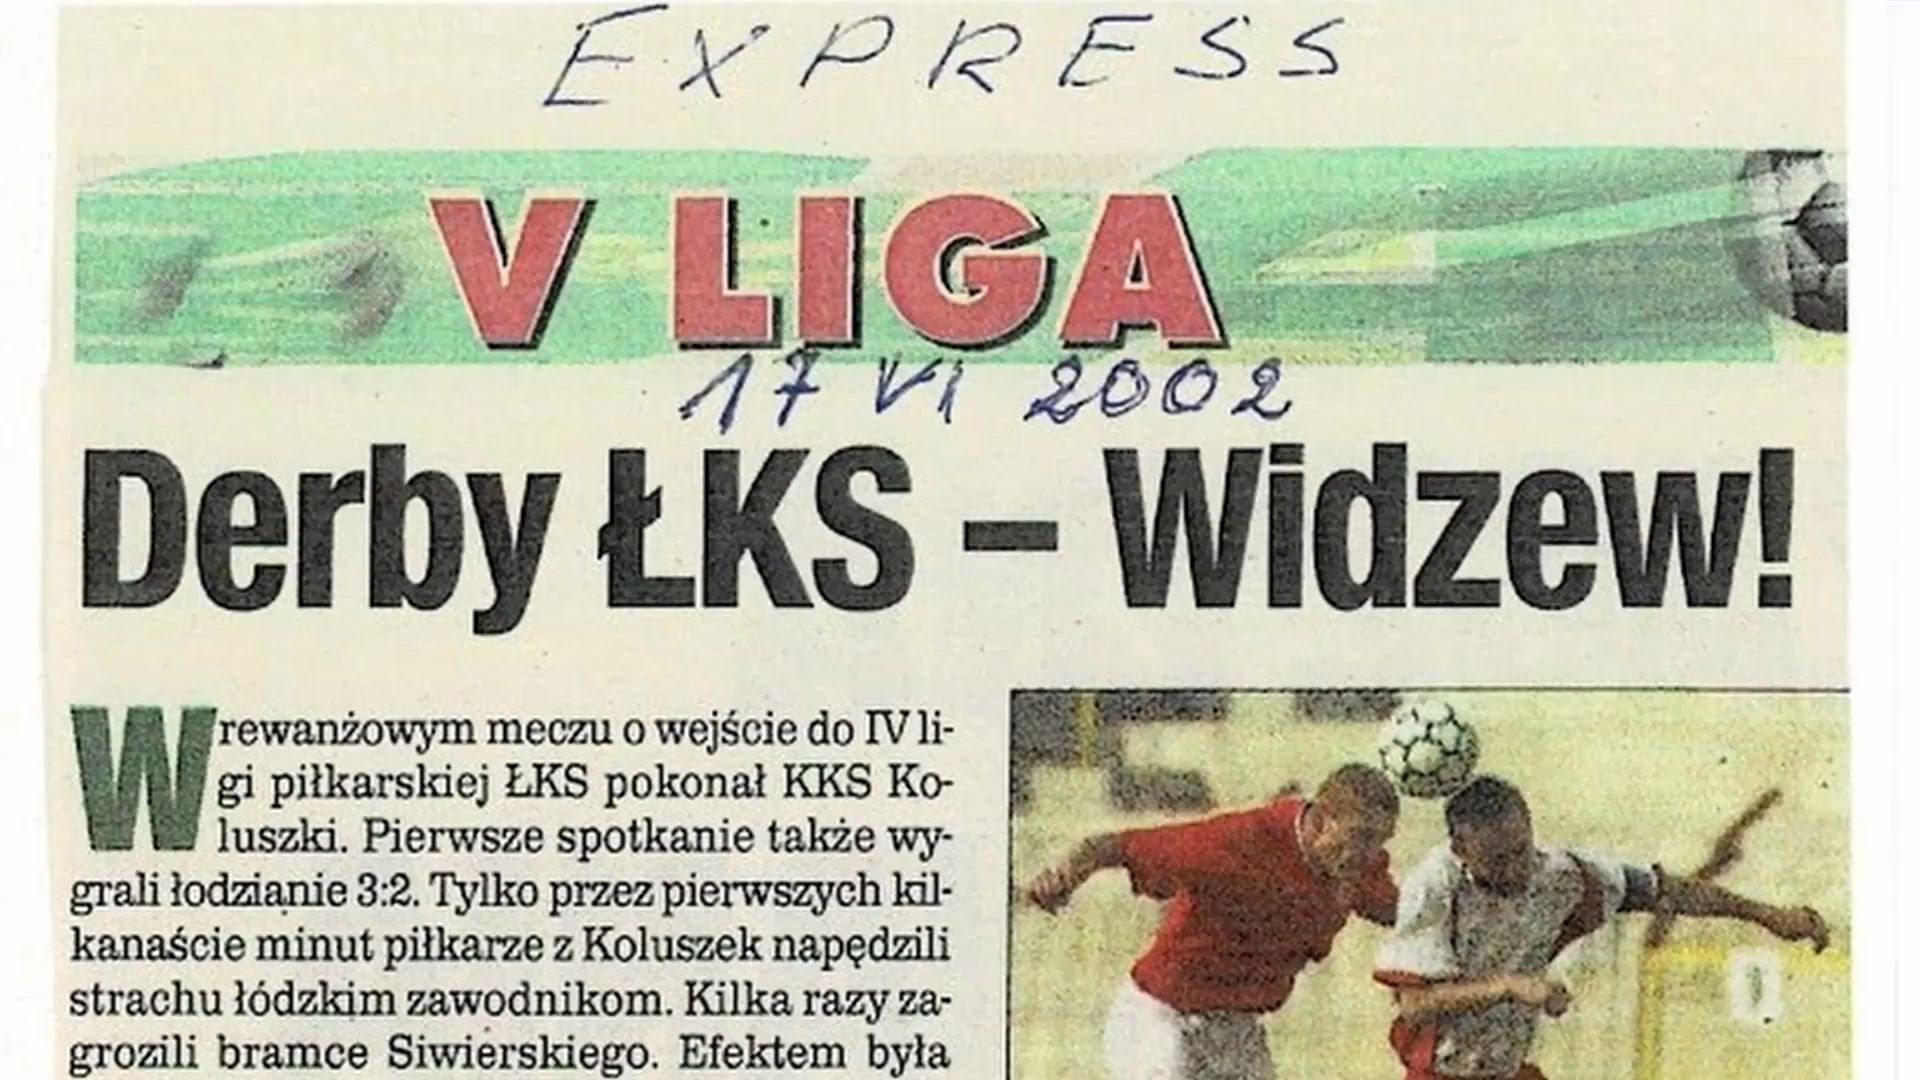 EXPRESS
V LIGA
17 VI 2002
Derby ŁKS – Widzew!
W rewanżowym meczu o wejście do IV li-
gi piłkarskiej ŁKS pokonał KKS Ko-
luszki. Pierwsze spotkanie także wy-
grali łodzianie 3:2. Tylko przez pierwszych kil-
kanaście minut piłkarze z Koluszek napędzili
strachu łódzkim zawodnikom. Kilka razy za-
grozili bramce Siwierskiego. Efektem była